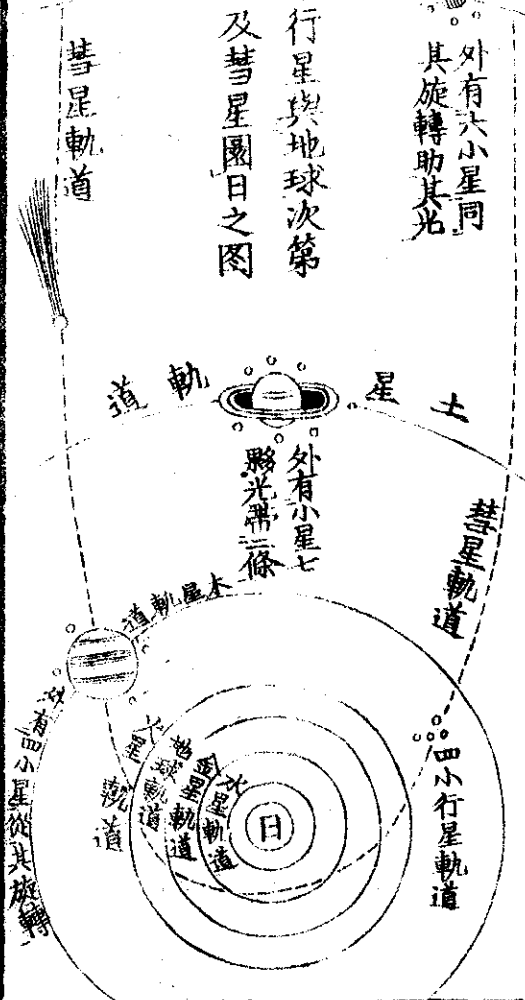 外有六小星同
其旋轉助其光
行星與地球次第
及彗星圜日之图
彗星軌道
土星軌道
外有小星七
夥光帶二條
彗星軌道
木星軌道
外有四小星從其旋轉
四小行星軌道
火星軌道
地球軌道
金星軌道
水星軌道
日